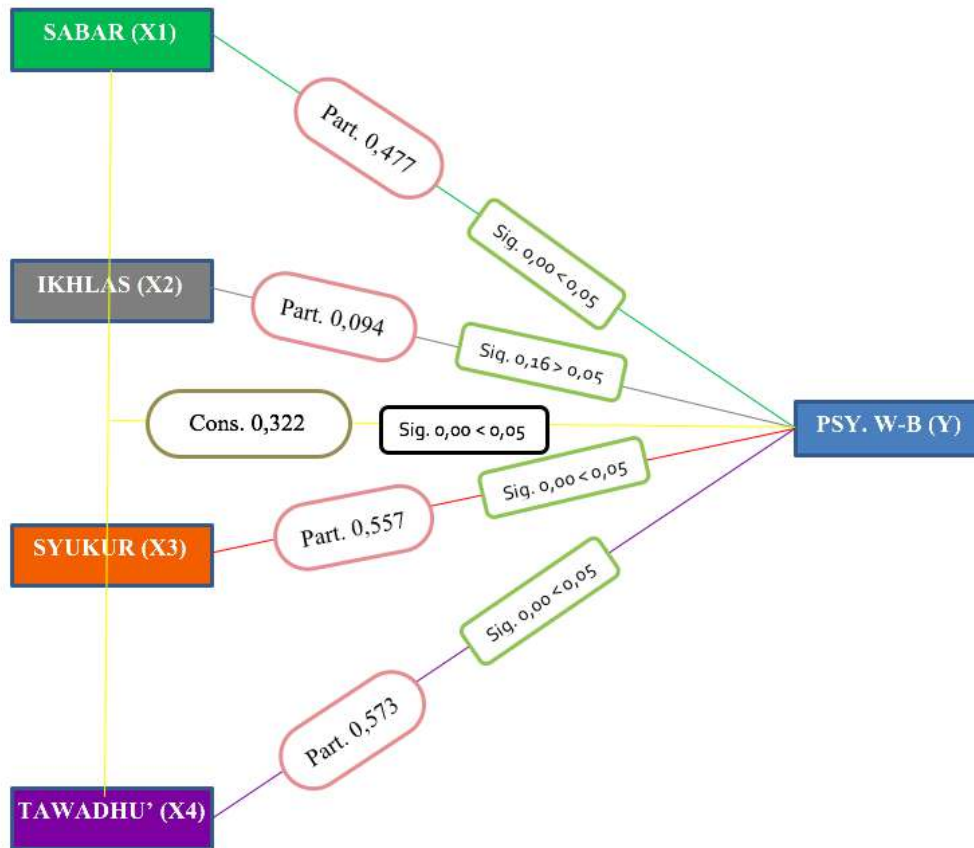 SABAR (X1)
Part. 0,477
Sig. 0,00 < 0,05
IKHLAS (X2)
Part. 0,094
Sig. 0,16 > 0,05
Cons. 0,322
Sig. 0,00 < 0,05
PSY. W-B (Y)
SYUKUR (X3)
Part. 0,557
Sig. 0,00 < 0,05
TAWADHU’ (X4)
Part. 0,573
Sig. 0,00 < 0,05